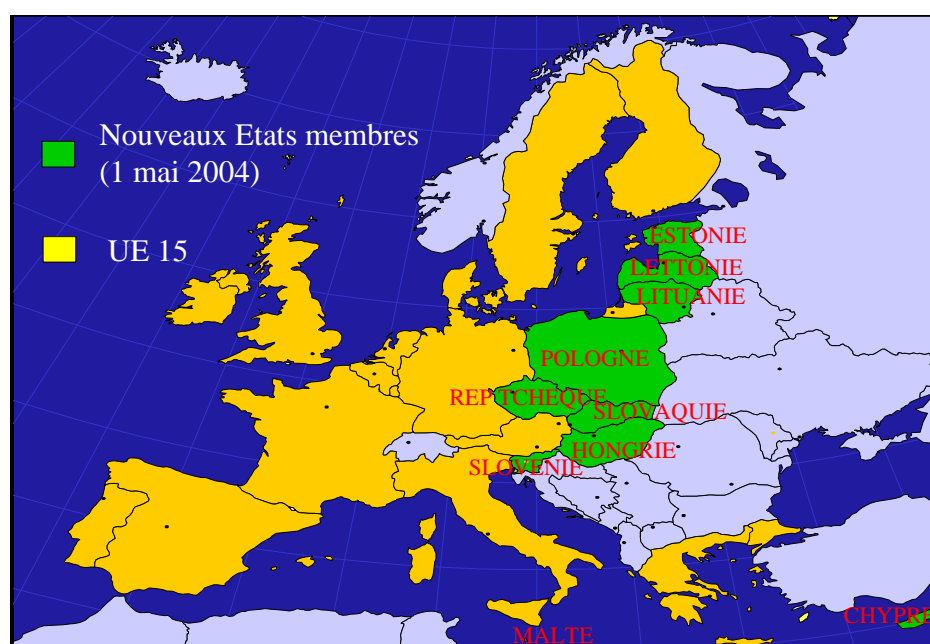 Nouveaux Etats membres
(1 mai 2004)
UE 15
ESTONIE
LETTONIE
LITUANIE
POLOGNE
REP TCHEQUE
SLOVAQUIE
HONGRIE
SLOVENIE
CHYPRE
MALTE